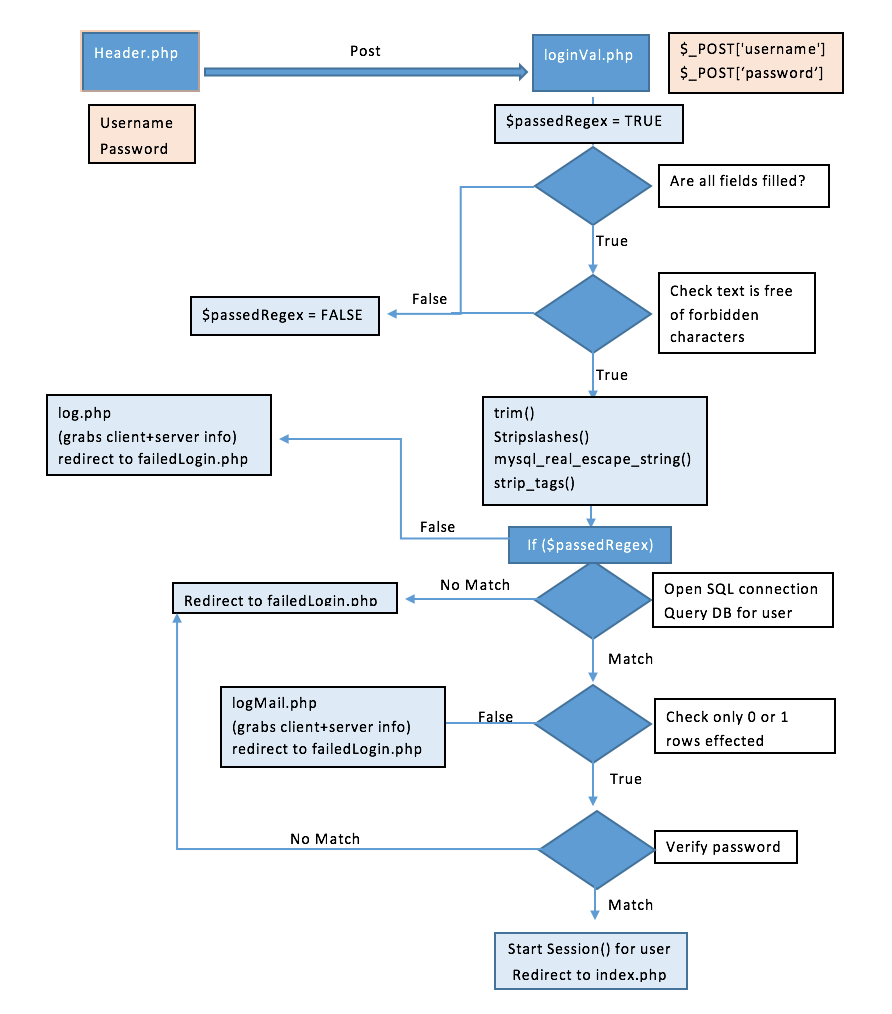 Header.php
Post
loginVal.php
$_POST['username']
$_POST[‘password’]
Username
Password
$passedRegex = TRUE
Are all fields filled?
True
False
$passedRegex = FALSE
Check text is free
of forbidden
characters
True
log.php
(grabs client+server info)
redirect to failedLogin.php
trim()
Stripslashes()
mysql_real_escape_string()
strip_tags()
False
If ($passedRegex)
No Match
Redirect to failedLogin.php
Open SQL connection
Query DB for user
Match
logMail.php
(grabs client+server info)
redirect to failedLogin.php
False
Check only 0 or 1
rows effected
True
No Match
Verify password
Match
Start Session() for user
Redirect to index.php